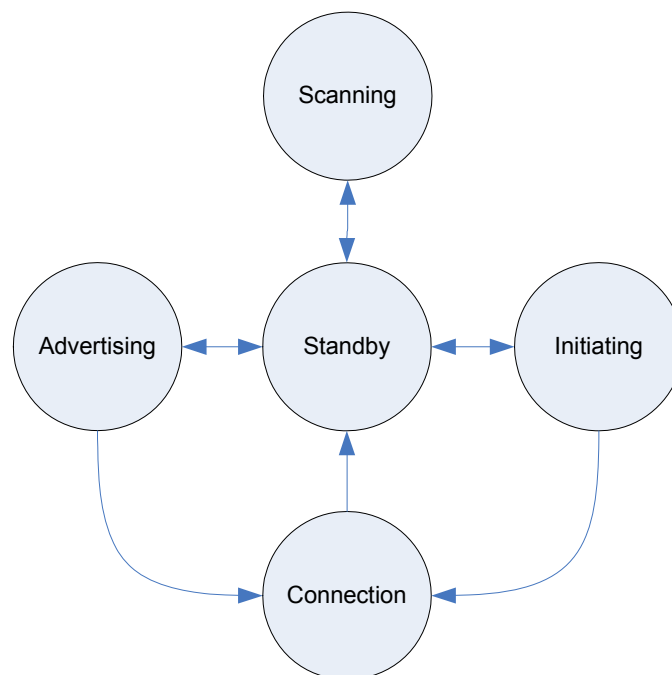 Scanning
Advertising
Standby
Initiating
Connection